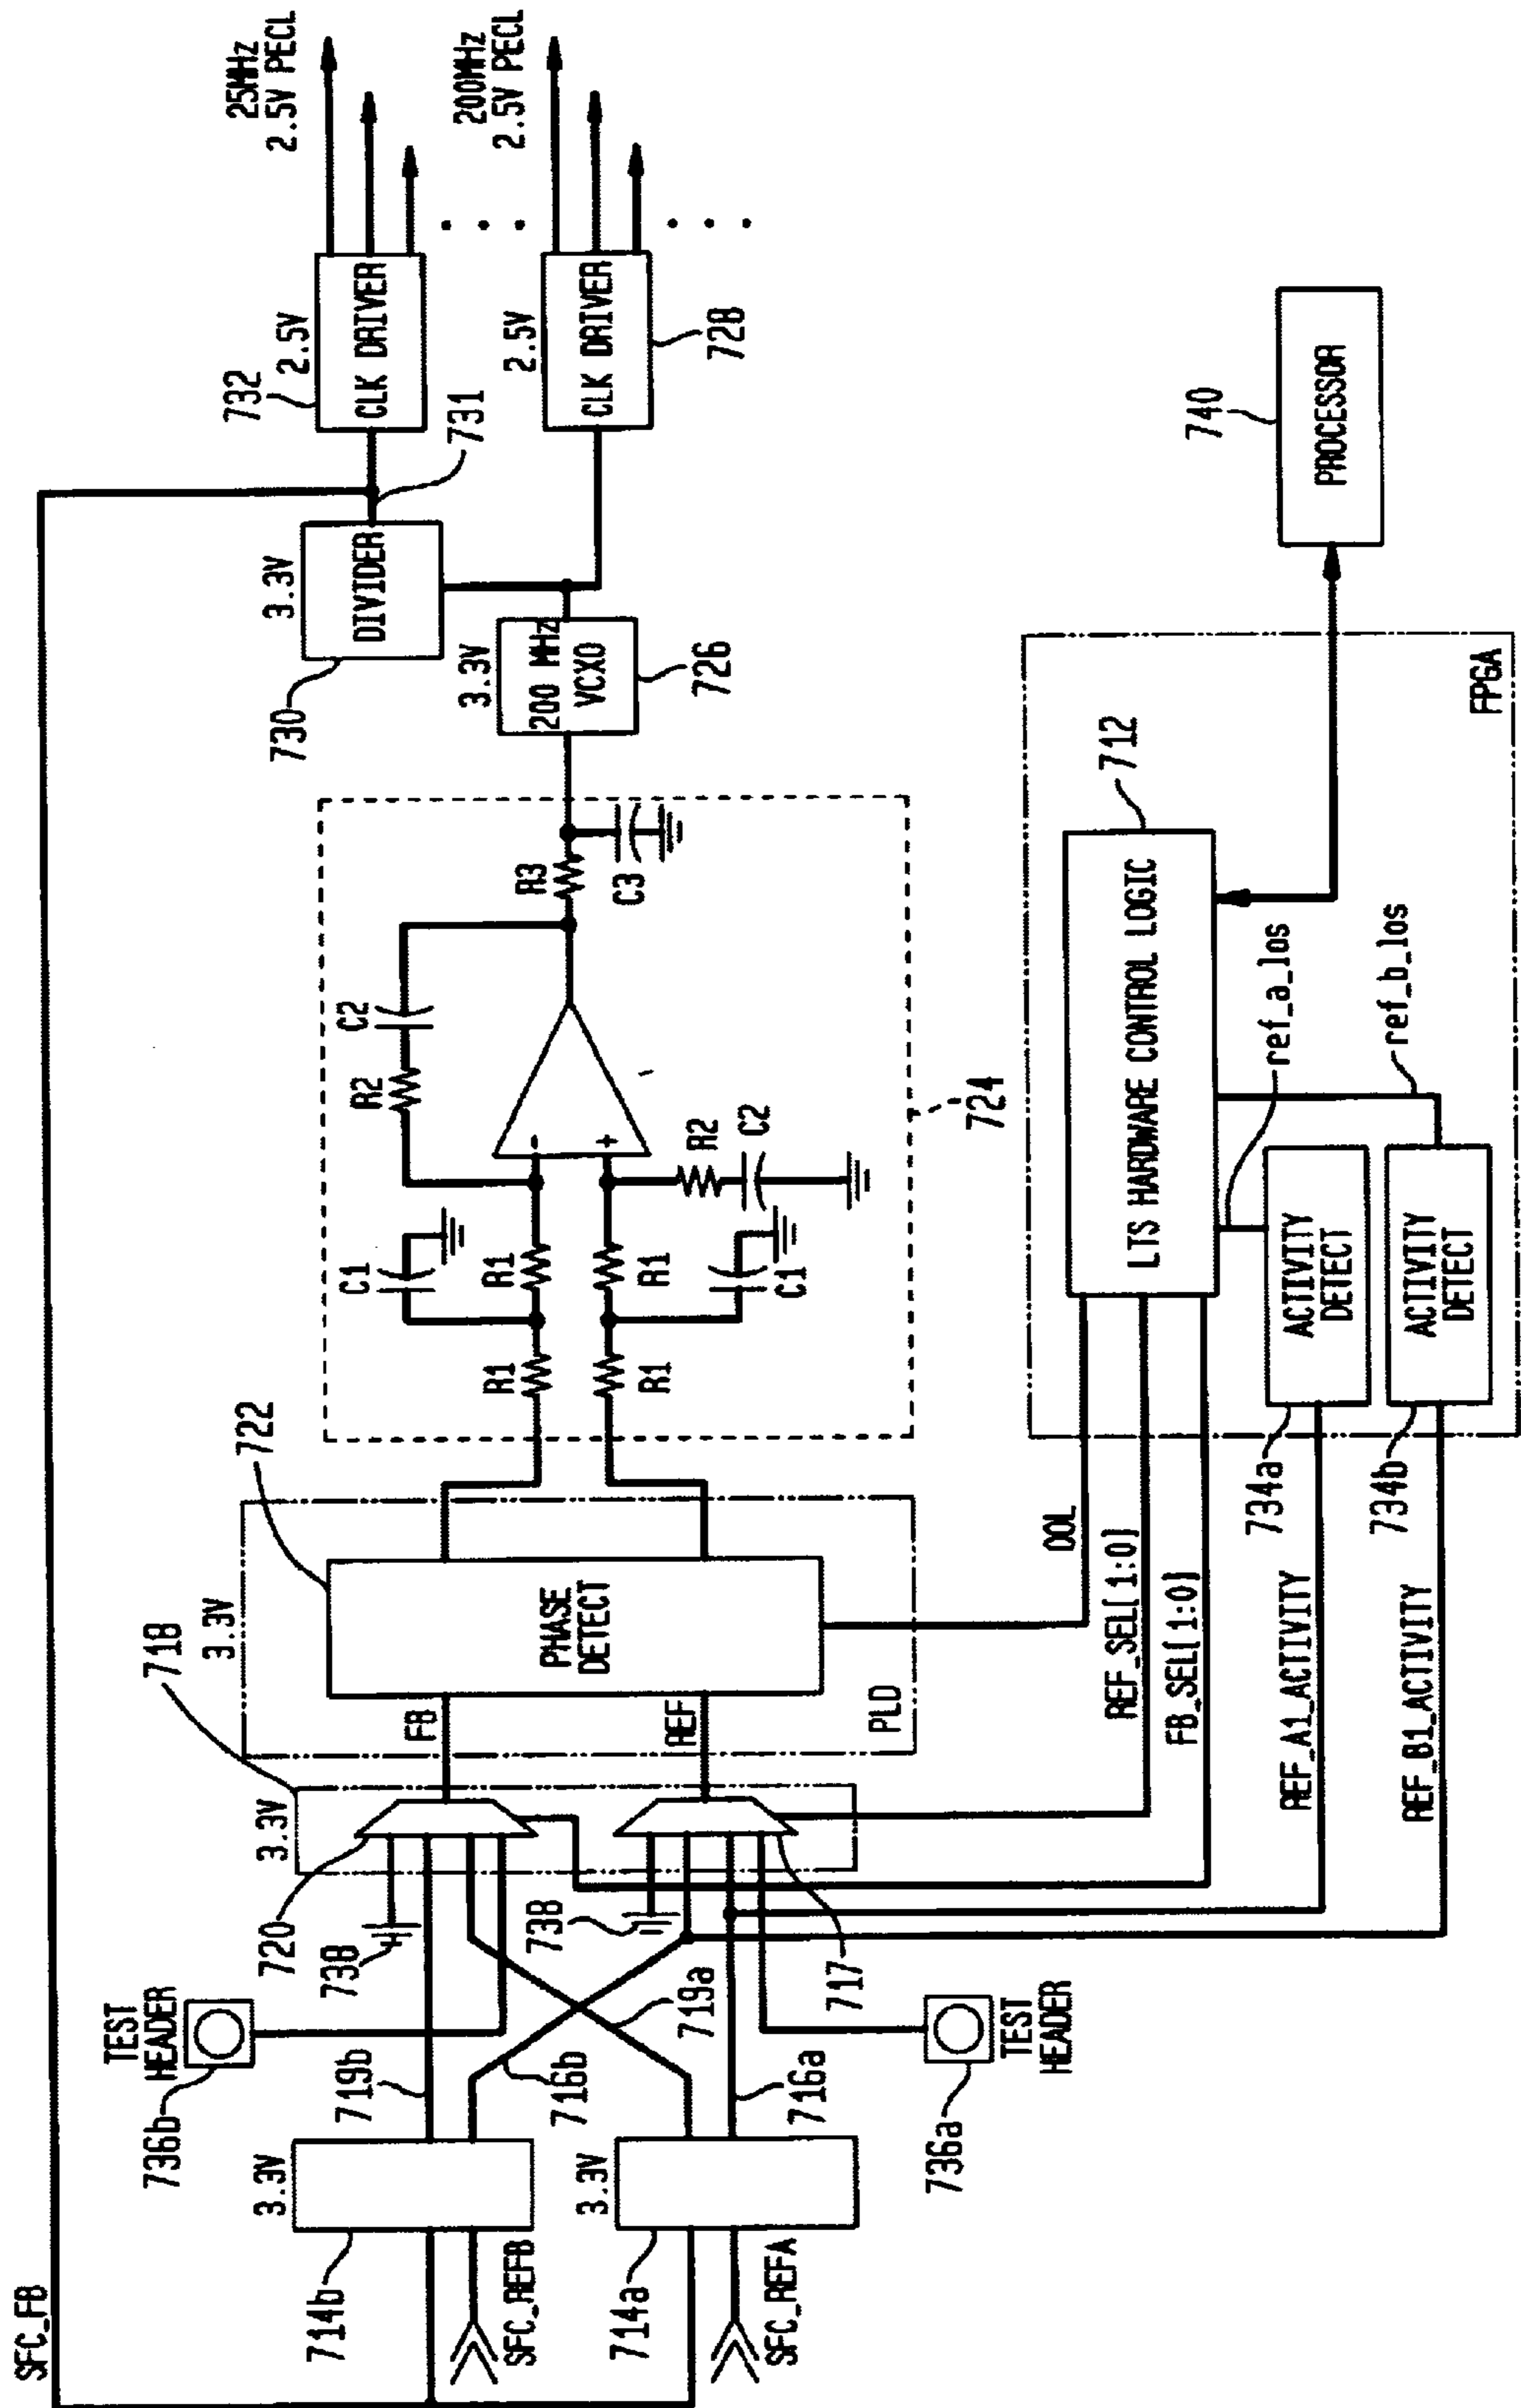 SFC_FB
TEST
HEADER
736b
3.3V
714b
719b
SFC_REFB
716b
3.3V
714a
SFC_REFA
719a
716a
736a
TEST
HEADER
720
738
3.3V
718
738
717
3.3V
722
FB
REF
PHASE
DETECT
PLD
R1
C1
R1
R1
R1
C1
R2
C2
-
+
R2
C2
R3
C3
724
3.3V
200 MHz
VCXO
726
730
3.3V
DIVIDER
731
732
2.5V
CLK DRIVER
25MHz
2.5V PECL
2.5V
CLK DRIVER
728
200MHz
2.5V PECL
OOL
REF_SEL[1:0]
FB_SEL[1:0]
REF_A1_ACTIVITY
REF_B1_ACTIVITY
734a
734b
ACTIVITY
DETECT
ACTIVITY
DETECT
LTS HARDWARE CONTROL LOGIC
712
ref_a_los
ref_b_los
FPGA
740
PROCESSOR